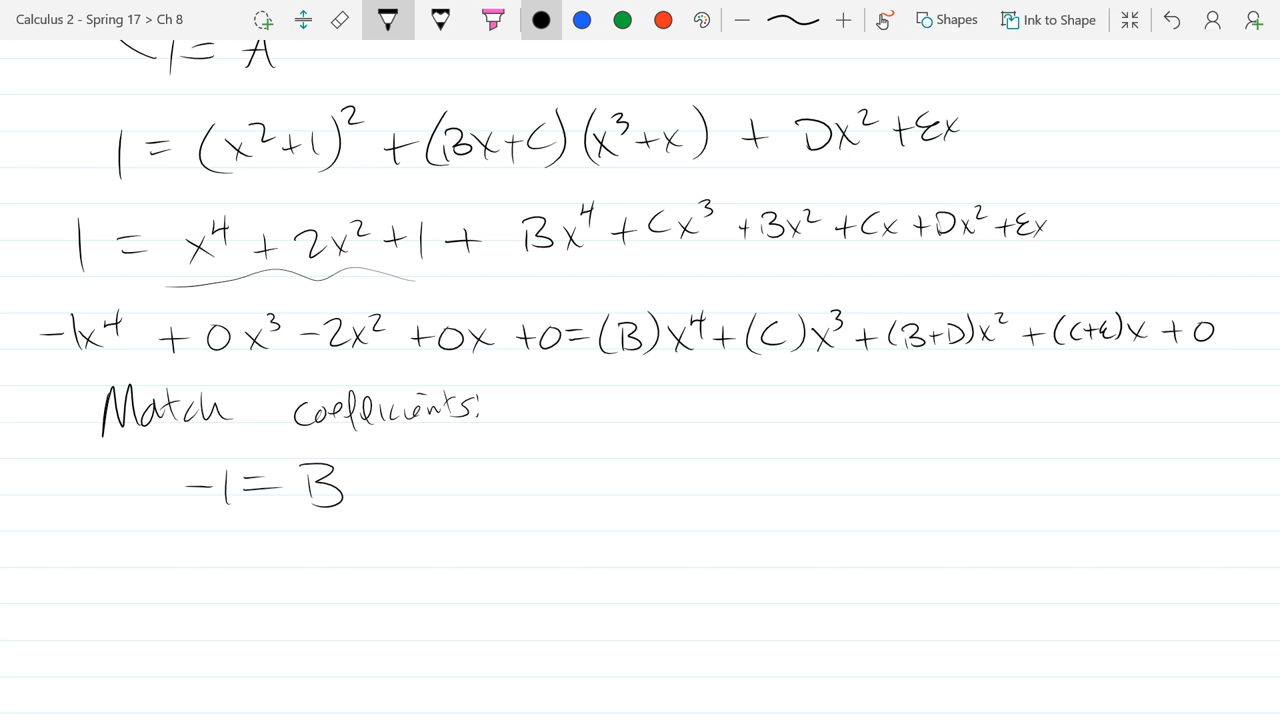 Calculus 2 - Spring 17 > Ch 8 Shapes Ink to Shape
1 = A
1 = (x²+1)² + (Bx+C)(x³+x) + Dx² + Ex
1 = x⁴ + 2x² + 1 + Bx⁴ + Cx³ + Bx² + Cx + Dx² + Ex
-1x⁴ + 0x³ - 2x² + 0x + 0 = (B)x⁴ + (C)x³ + (B+D)x² + (C+E)x + 0
Match coefficients:
-1 = B